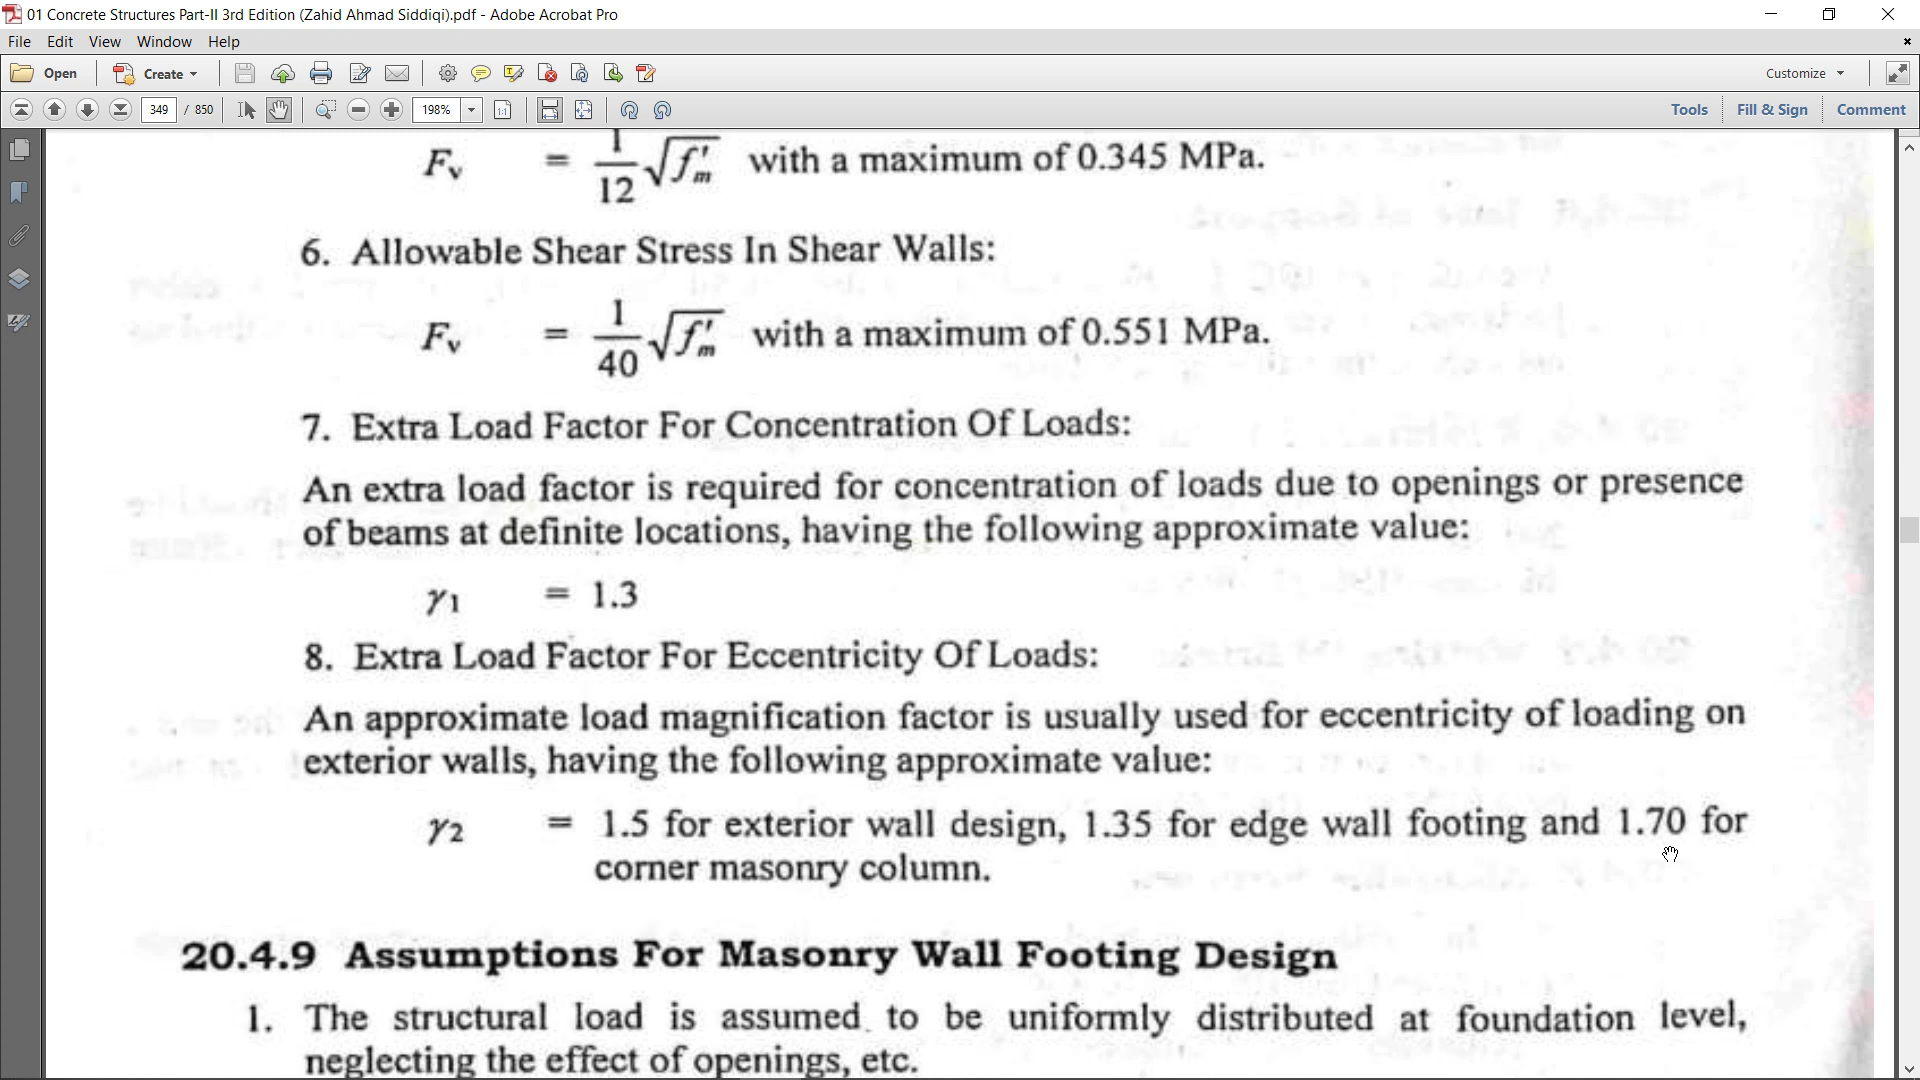 01 Concrete Structures Part-II 3rd Edition (Zahid Ahmad Siddiqi).pdf - Adobe Acrobat Pro
File Edit View Window Help
Open Create Customize
349 / 850 198% Tools Fill & Sign Comment
Fv = 1/12 √f'm with a maximum of 0.345 MPa.
6. Allowable Shear Stress In Shear Walls:
Fv = 1/40 √f'm with a maximum of 0.551 MPa.
7. Extra Load Factor For Concentration Of Loads:
An extra load factor is required for concentration of loads due to openings or presence
of beams at definite locations, having the following approximate value:
γ1 = 1.3
8. Extra Load Factor For Eccentricity Of Loads:
An approximate load magnification factor is usually used for eccentricity of loading on
exterior walls, having the following approximate value:
γ2 = 1.5 for exterior wall design, 1.35 for edge wall footing and 1.70 for
corner masonry column.
20.4.9 Assumptions For Masonry Wall Footing Design
1. The structural load is assumed to be uniformly distributed at foundation level,
neglecting the effect of openings, etc.